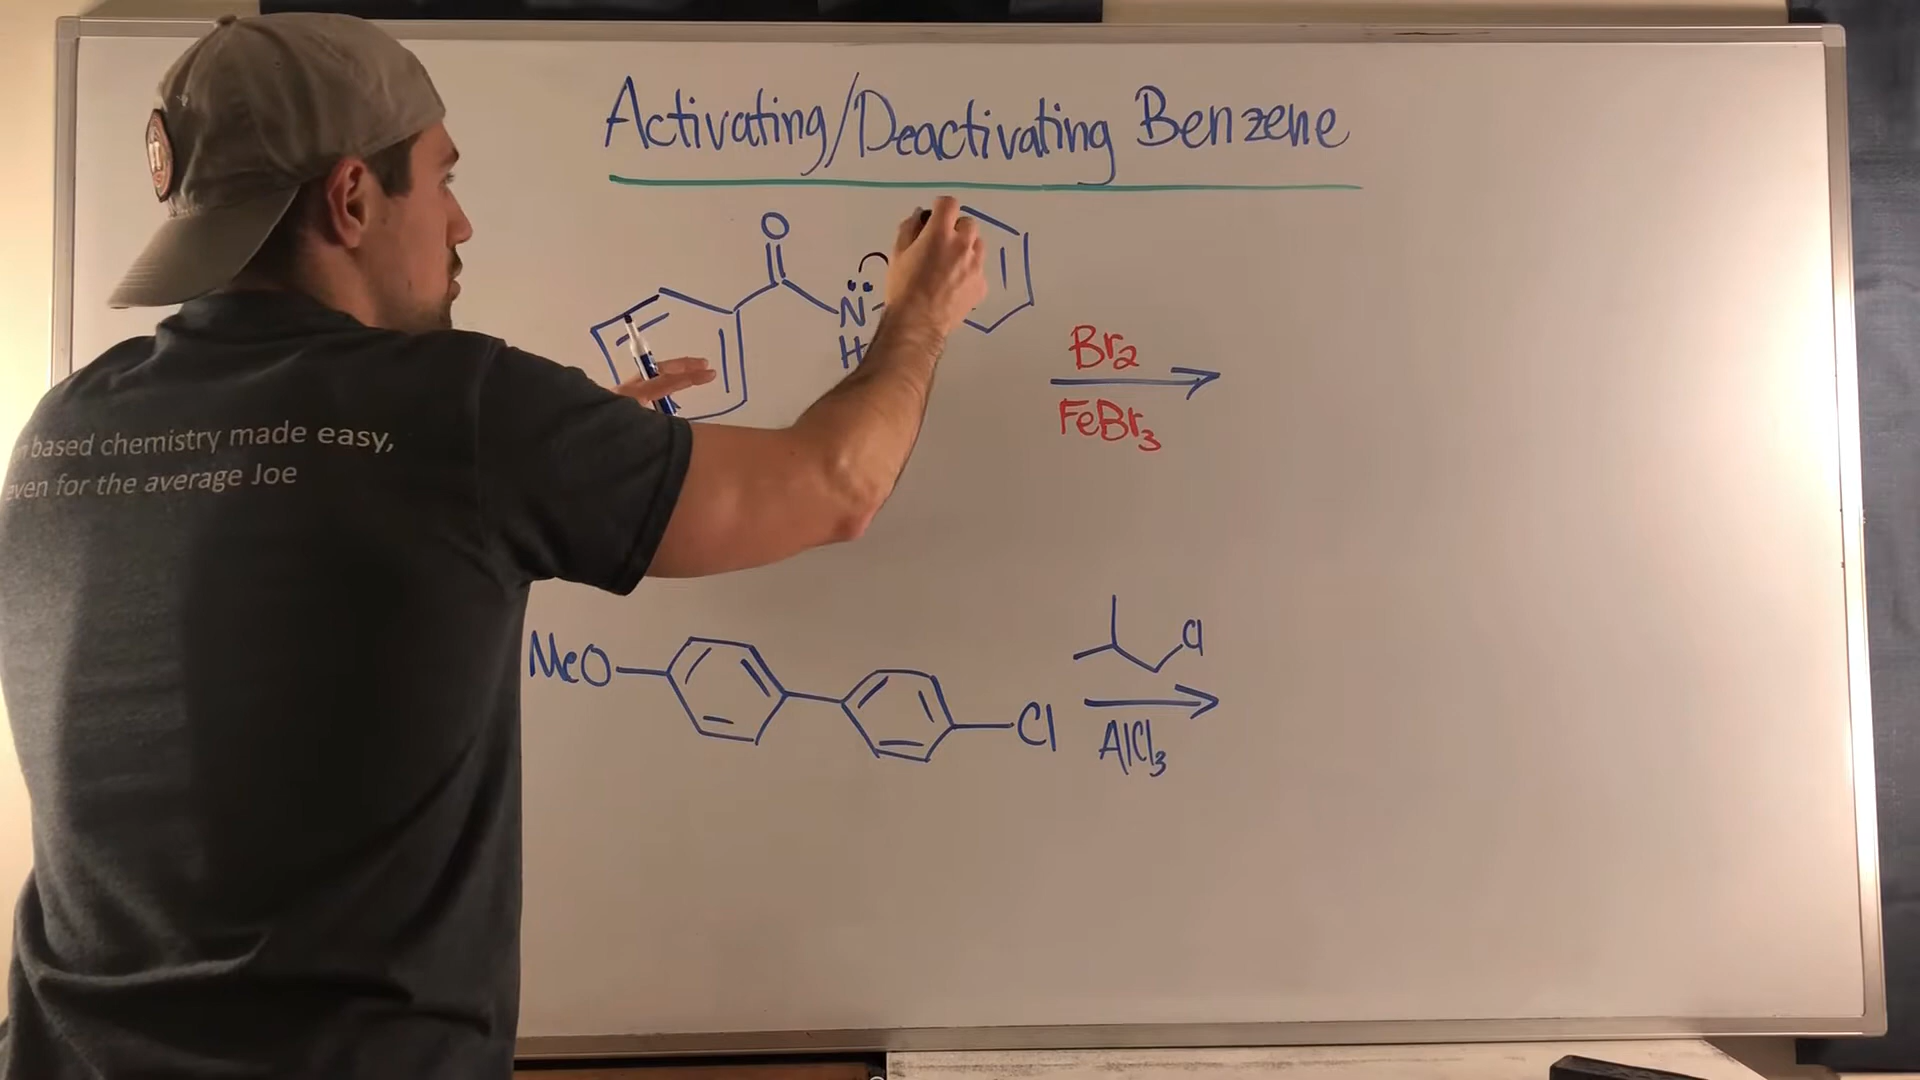 Activating/Deactivating Benzene
O
N
H
Br2
FeBr3
based chemistry made easy,
even for the average Joe
MeO
Cl
Cl
AlCl3